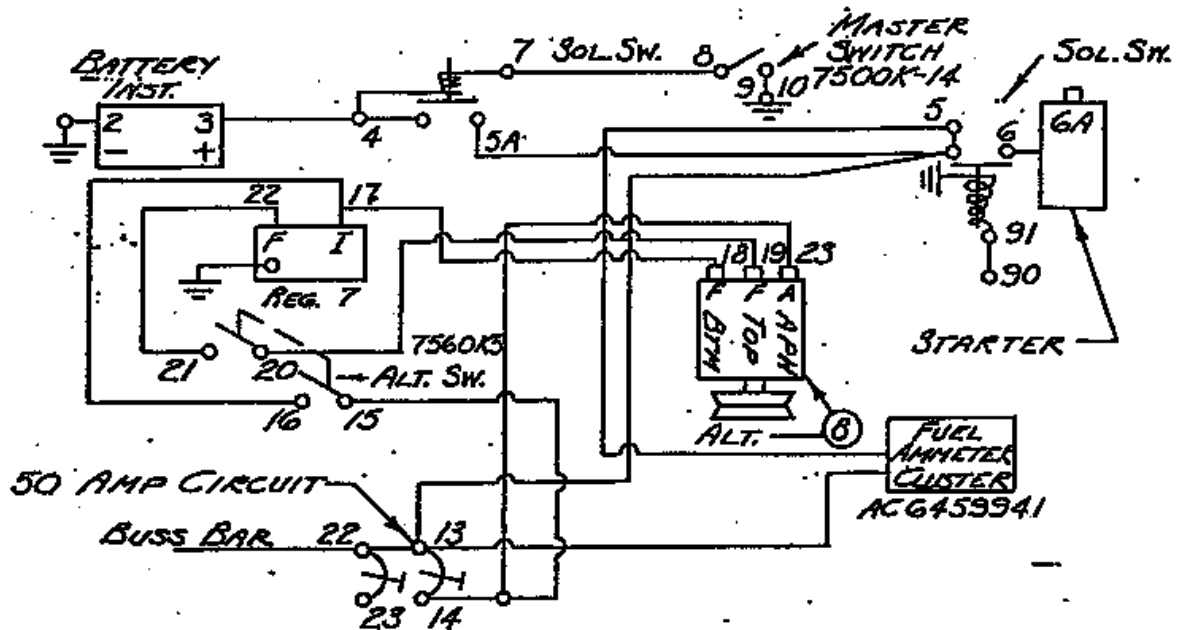 BATTERY
INST.
2 3
- +
4
7 SOL. SW. 8
MASTER
SWITCH
7500K-14
9 10
SOL. SW.
5
5A
6
6A
91
90
STARTER
22 17
F I
REG. 7
18 19 23
F F A
BTM TOP APH
ALT. 8
7560K5
21 20
ALT. SW.
16 15
FUEL
AMMETER
CLUSTER
AC6459941
50 AMP CIRCUIT
BUSS BAR 22 13
23 14